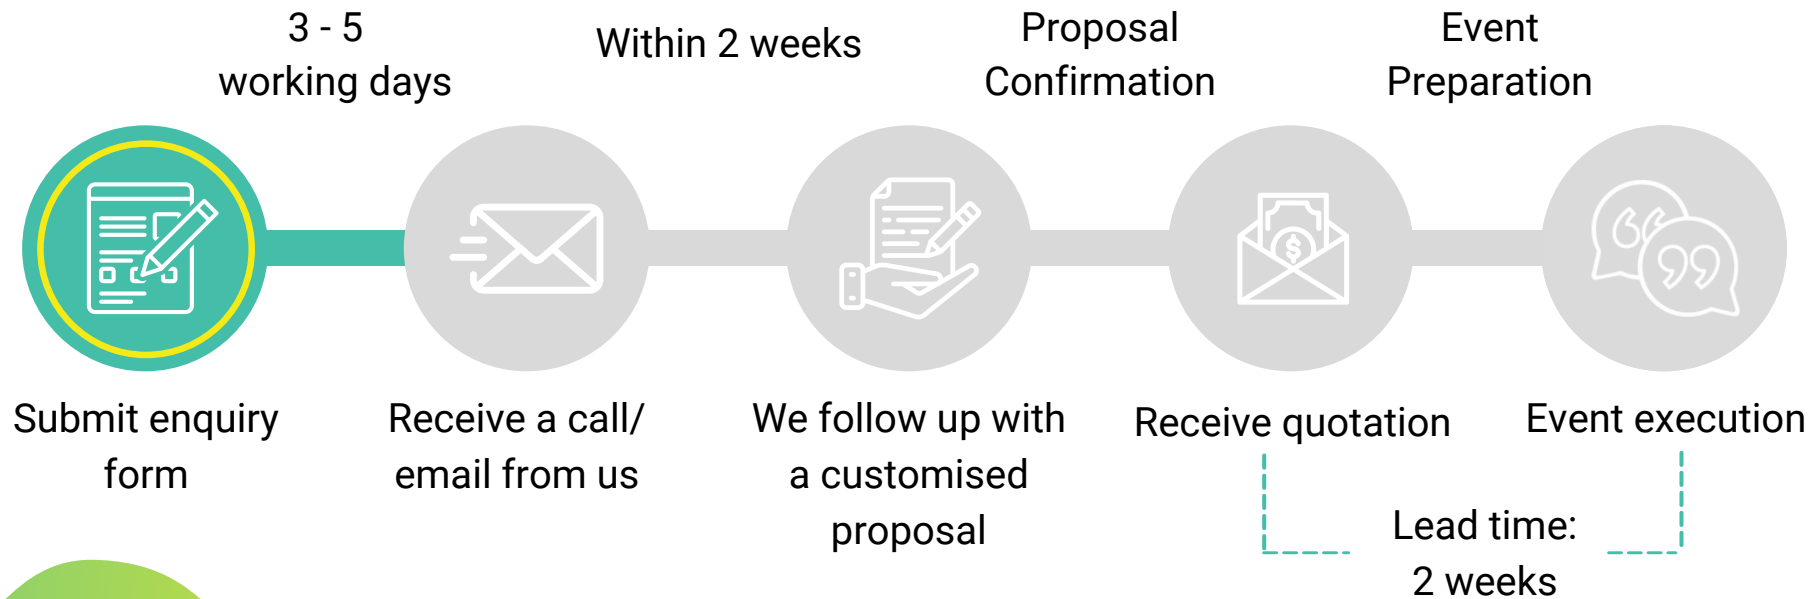 3 - 5
working days
Within 2 weeks
Proposal
Confirmation
Event
Preparation
$
Submit enquiry
form
Receive a call/
email from us
We follow up with
a customised
proposal
Receive quotation
Event execution
Lead time:
2 weeks